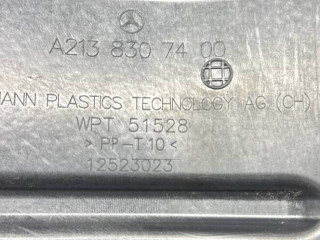 A213 830 74 00
MANN PLASTICS TECHNOLOGY AG (CH)
WPT 51528
>PP-T10<
12523023